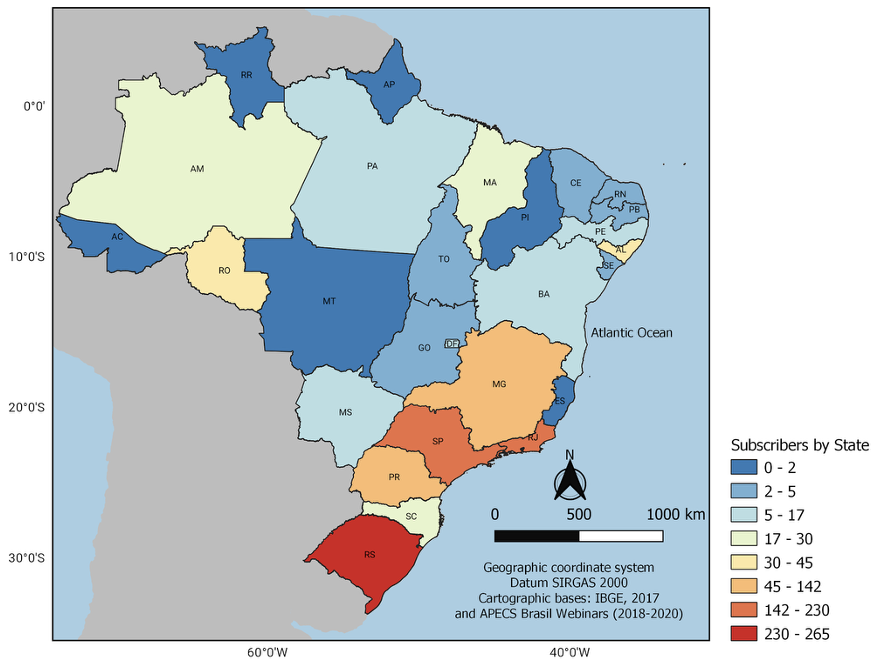 RR
AP
0°0'
AM
PA
MA
CE
RN
PB
PI
PE
AC
AL
10°0'S
TO
SE
RO
BA
MT
Atlantic Ocean
GO
DF
MG
ES
20°0'S
MS
SP
RJ
PR
N
SC
0 500 1000 km
RS
30°0'S
Geographic coordinate system
Datum SIRGAS 2000
Cartographic bases: IBGE, 2017
and APECS Brasil Webinars (2018-2020)
60°0'W 40°0'W
Subscribers by State
0 - 2
2 - 5
5 - 17
17 - 30
30 - 45
45 - 142
142 - 230
230 - 265